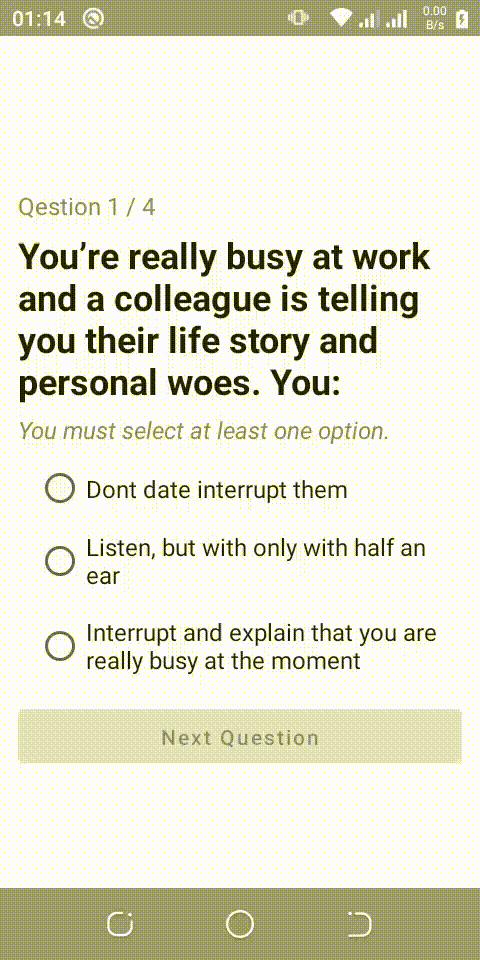 01:14
0.00
B/s
Qestion 1 / 4
You’re really busy at work
and a colleague is telling
you their life story and
personal woes. You:
You must select at least one option.
Dont date interrupt them
Listen, but with only with half an
ear
Interrupt and explain that you are
really busy at the moment
Next Question